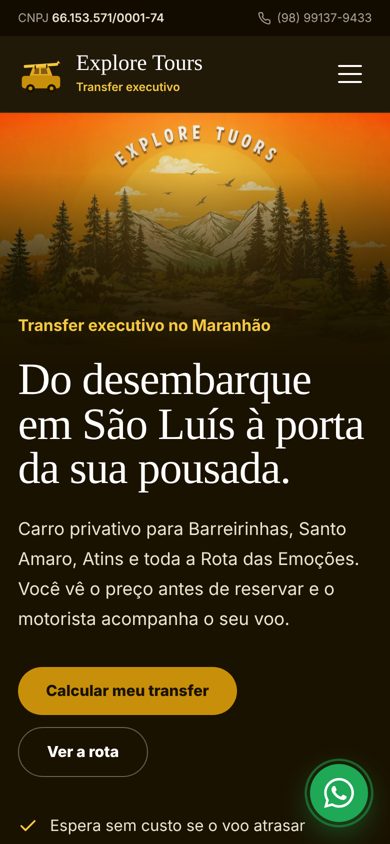 CNPJ 66.153.571/0001-74
(98) 99137-9433
Explore Tours
Transfer executivo
EXPLORE TUORS
Transfer executivo no Maranhão
Do desembarque
em São Luís à porta
da sua pousada.
Carro privativo para Barreirinhas, Santo
Amaro, Atins e toda a Rota das Emoções.
Você vê o preço antes de reservar e o
motorista acompanha o seu voo.
Calcular meu transfer
Ver a rota
Espera sem custo se o voo atrasar